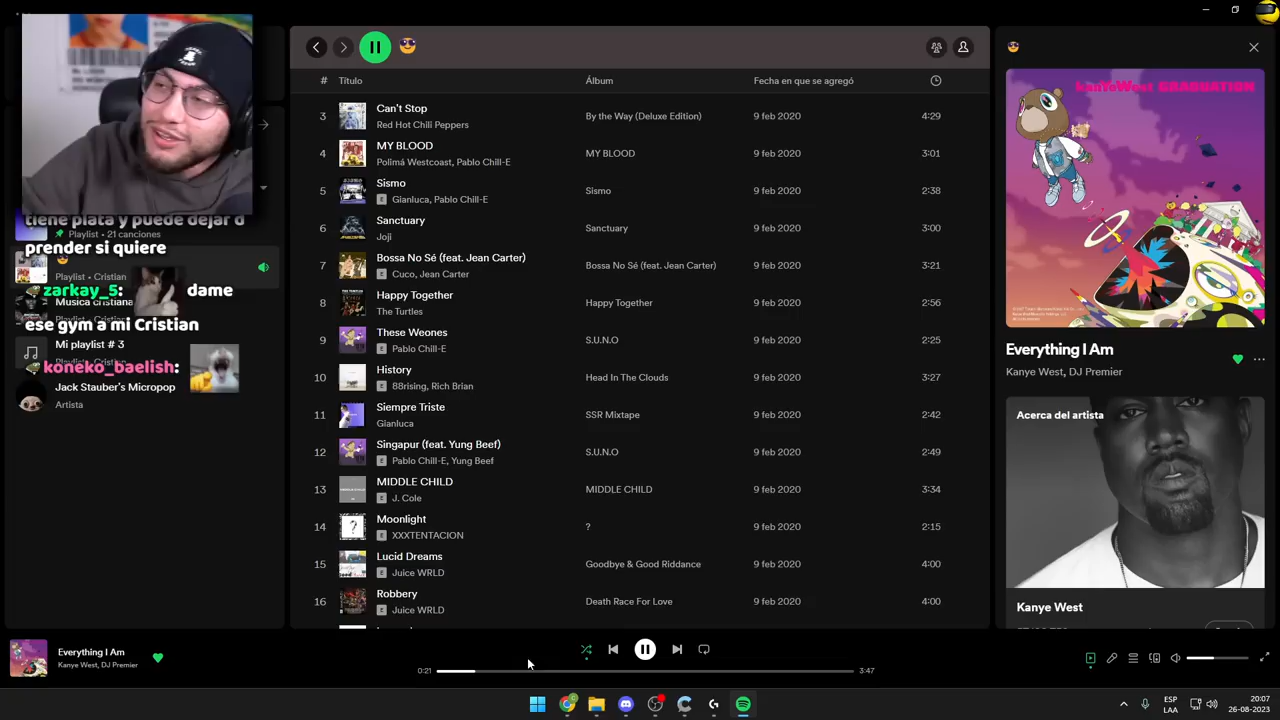 tiene plata y puede dejar d
Playlist • 21 canciones
prender si quiere
Playlist • Cristian
zarkay_5: dame
Musica cristiana
ese gym a mi Cristian
Mi playlist # 3
koneko_baelish:
Jack Stauber's Micropop
Artista
# Título Álbum Fecha en que se agregó
3 Can't Stop By the Way (Deluxe Edition) 9 feb 2020 4:29
Red Hot Chili Peppers
4 MY BLOOD MY BLOOD 9 feb 2020 3:01
Polimá Westcoast, Pablo Chill-E
5 Sismo Sismo 9 feb 2020 2:38
E Gianluca, Pablo Chill-E
6 Sanctuary Sanctuary 9 feb 2020 3:00
Joji
7 Bossa No Sé (feat. Jean Carter) Bossa No Sé (feat. Jean Carter) 9 feb 2020 3:21
E Cuco, Jean Carter
8 Happy Together Happy Together 9 feb 2020 2:56
The Turtles
9 These Weones S.U.N.O 9 feb 2020 2:25
E Pablo Chill-E
10 History Head In The Clouds 9 feb 2020 3:27
E 88rising, Rich Brian
11 Siempre Triste SSR Mixtape 9 feb 2020 2:42
Gianluca
12 Singapur (feat. Yung Beef) S.U.N.O 9 feb 2020 2:49
E Pablo Chill-E, Yung Beef
13 MIDDLE CHILD MIDDLE CHILD 9 feb 2020 3:34
E J. Cole
14 Moonlight ? 9 feb 2020 2:15
E XXXTENTACION
15 Lucid Dreams Goodbye & Good Riddance 9 feb 2020 4:00
E Juice WRLD
16 Robbery Death Race For Love 9 feb 2020 4:00
E Juice WRLD
kanYeWest GRADUATION
Everything I Am
Kanye West, DJ Premier
Acerca del artista
Kanye West
Everything I Am
Kanye West, DJ Premier
0:21 3:47
ESP 20:07
LAA 26-08-2023